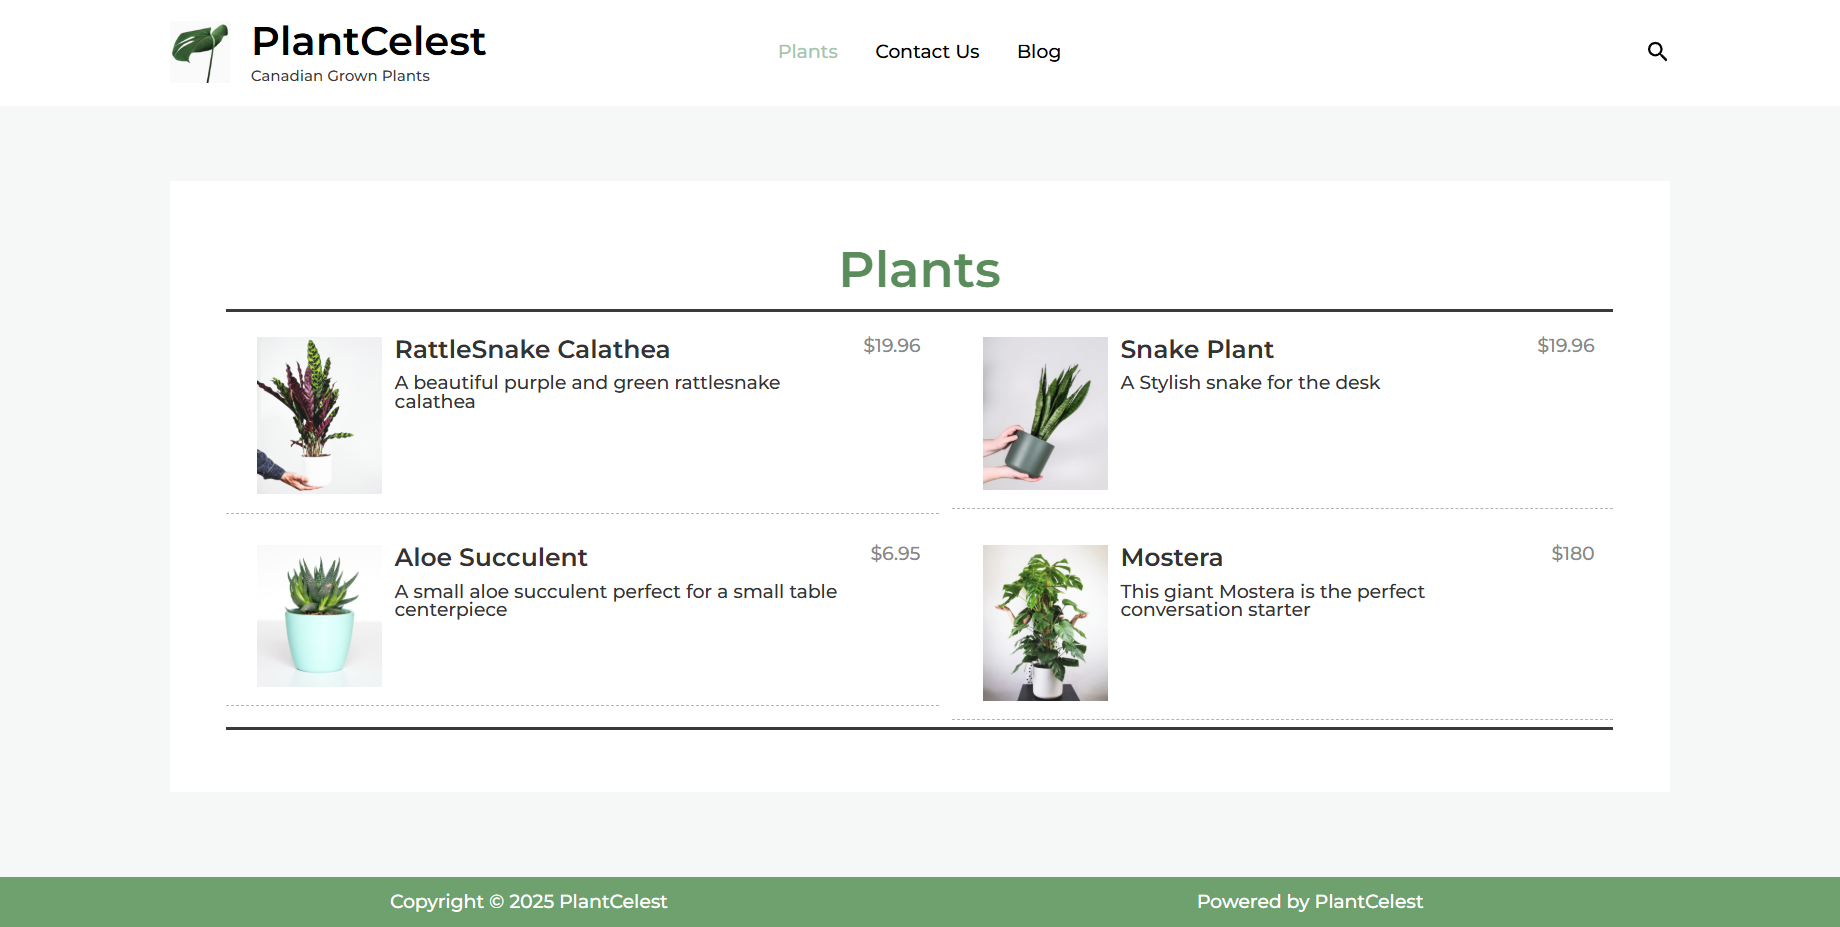 PlantCelest
Canadian Grown Plants
Plants
Contact Us
Blog
Plants
RattleSnake Calathea
$19.96
A beautiful purple and green rattlesnake
calathea
Snake Plant
$19.96
A Stylish snake for the desk
Aloe Succulent
$6.95
A small aloe succulent perfect for a small table
centerpiece
Mostera
$180
This giant Mostera is the perfect
conversation starter
Copyright © 2025 PlantCelest
Powered by PlantCelest